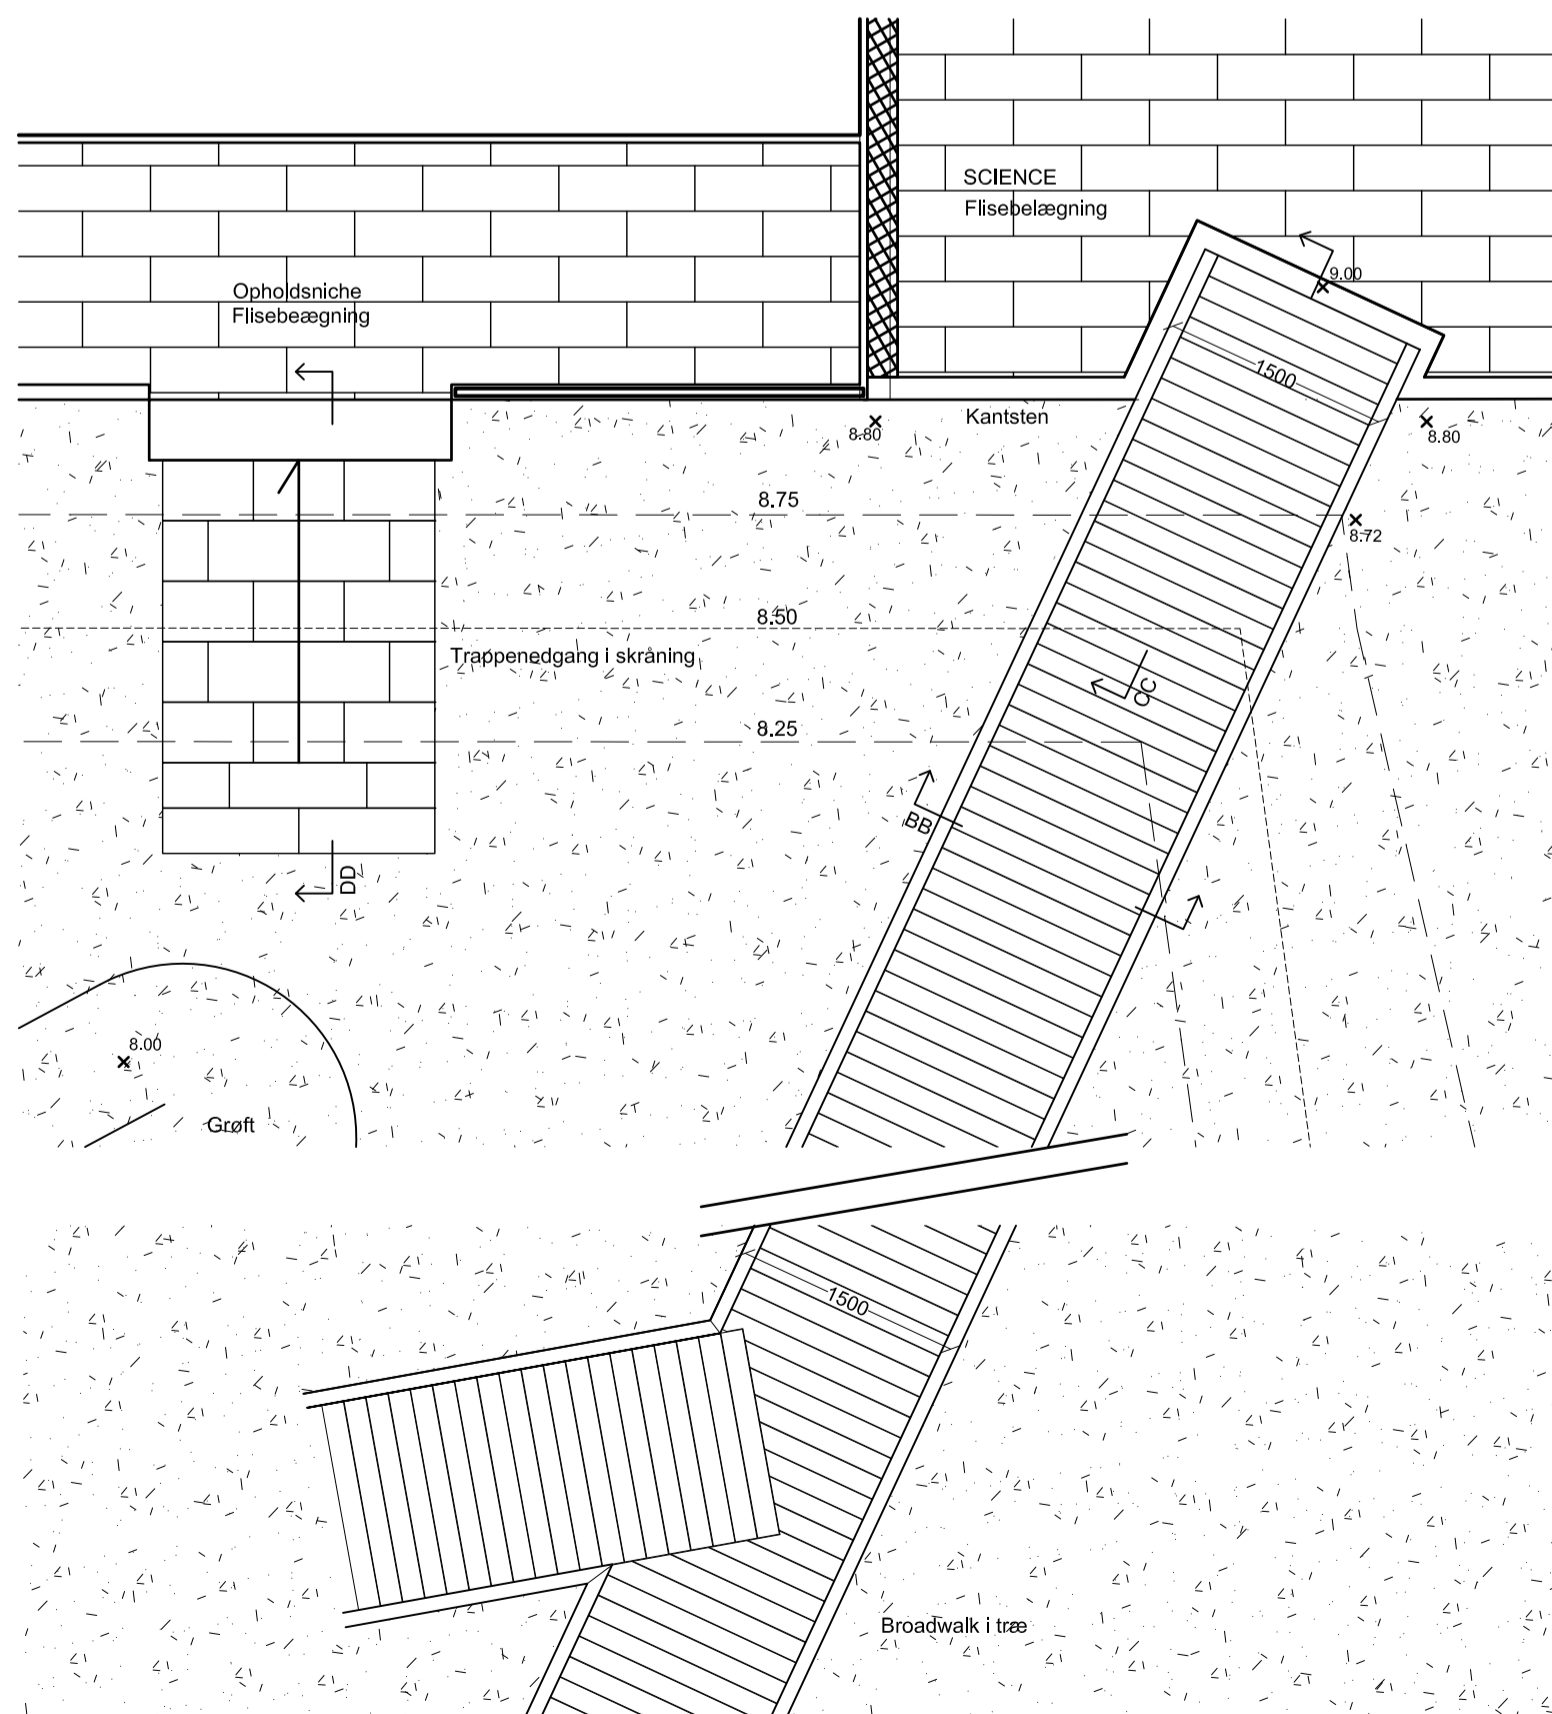 SCIENCE
Flisebelægning
9.00
Opholdsniche
Flisebeægning
1500
Kantsten
8.80
8.80
8.75
8.72
8.50
Trappenedgang i skråning
CC
8.25
BB
DD
8.00
Grøft
1500
Broadwalk i træ